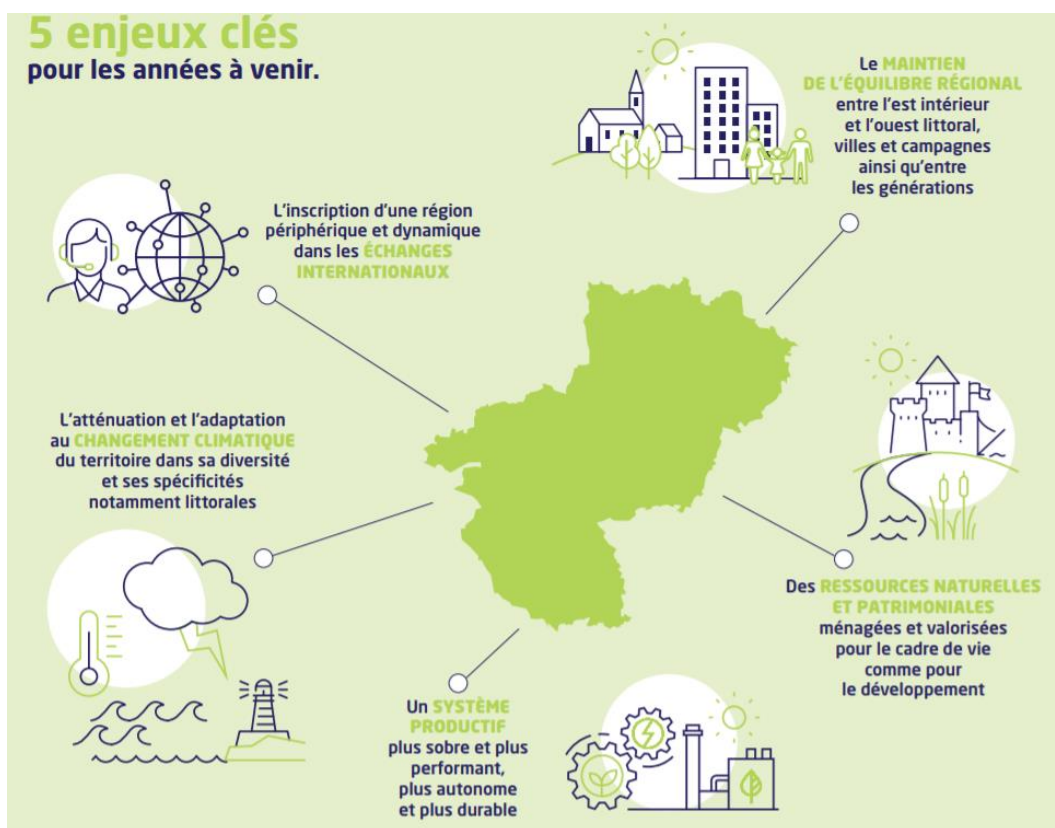 5 enjeux clés
pour les années à venir.
Le MAINTIEN
DE L'ÉQUILIBRE RÉGIONAL
entre l'est intérieur
et l'ouest littoral,
villes et campagnes
ainsi qu'entre
les générations
L'inscription d'une région
périphérique et dynamique
dans les ÉCHANGES
INTERNATIONAUX
L'atténuation et l'adaptation
au CHANGEMENT CLIMATIQUE
du territoire dans sa diversité
et ses spécificités
notamment littorales
Des RESSOURCES NATURELLES
ET PATRIMONIALES
ménagées et valorisées
pour le cadre de vie
comme pour
le développement
Un SYSTÈME
PRODUCTIF
plus sobre et plus
performant,
plus autonome
et plus durable